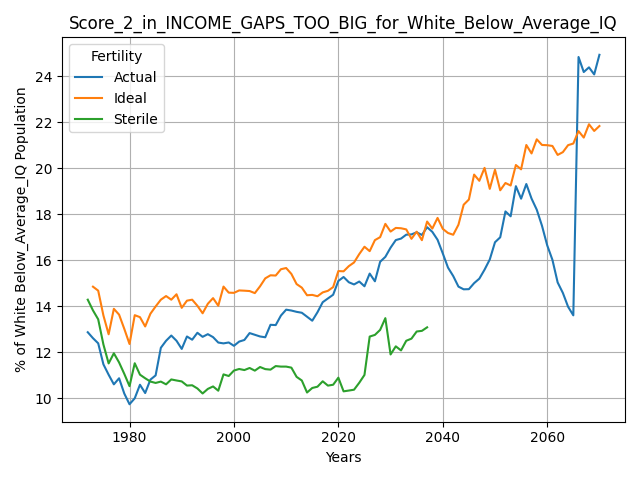 Score_2_in_INCOME_GAPS_TOO_BIG_for_White_Below_Average_IQ
Fertility
Actual
Ideal
Sterile
% of White Below_Average_IQ Population
24
22
20
18
16
14
12
10
1980
2000
2020
2040
2060
Years